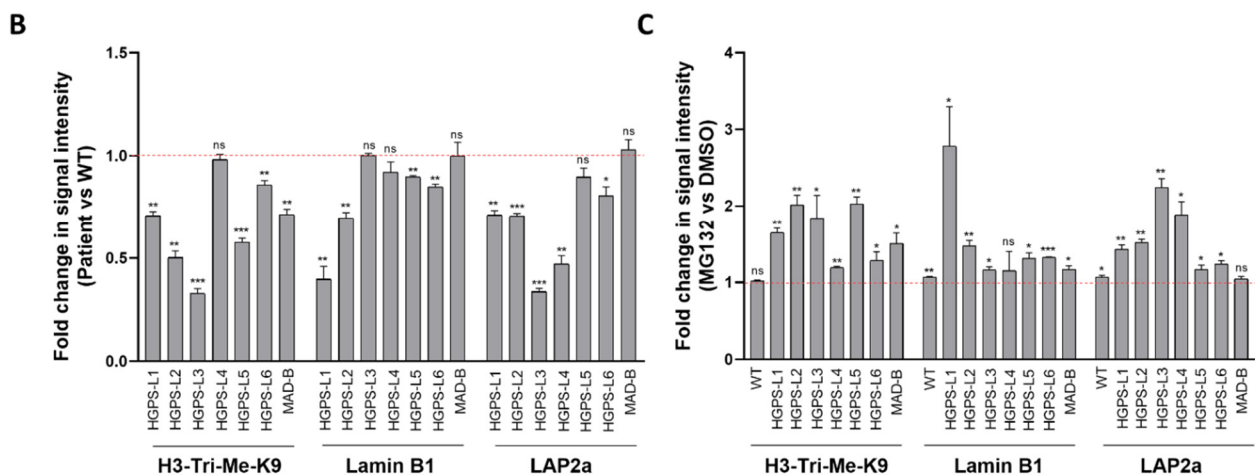 B
Fold change in signal intensity
(Patient vs WT)
1.5
1.0
0.5
0.0
** ** *** ns *** ** **
** ** ns ns ** ** ns
** *** *** ** ns * ns
HGPS-L1
HGPS-L2
HGPS-L3
HGPS-L4
HGPS-L5
HGPS-L6
MAD-B
HGPS-L1
HGPS-L2
HGPS-L3
HGPS-L4
HGPS-L5
HGPS-L6
MAD-B
HGPS-L1
HGPS-L2
HGPS-L3
HGPS-L4
HGPS-L5
HGPS-L6
MAD-B
H3-Tri-Me-K9
Lamin B1
LAP2a
C
Fold change in signal intensity
(MG132 vs DMSO)
4
3
2
1
0
ns ** ** * ** ** * *
** * ** * ns * *** *
* ** ** ** * * * ns
WT
HGPS-L1
HGPS-L2
HGPS-L3
HGPS-L4
HGPS-L5
HGPS-L6
MAD-B
WT
HGPS-L1
HGPS-L2
HGPS-L3
HGPS-L4
HGPS-L5
HGPS-L6
MAD-B
WT
HGPS-L1
HGPS-L2
HGPS-L3
HGPS-L4
HGPS-L5
HGPS-L6
MAD-B
H3-Tri-Me-K9
Lamin B1
LAP2a